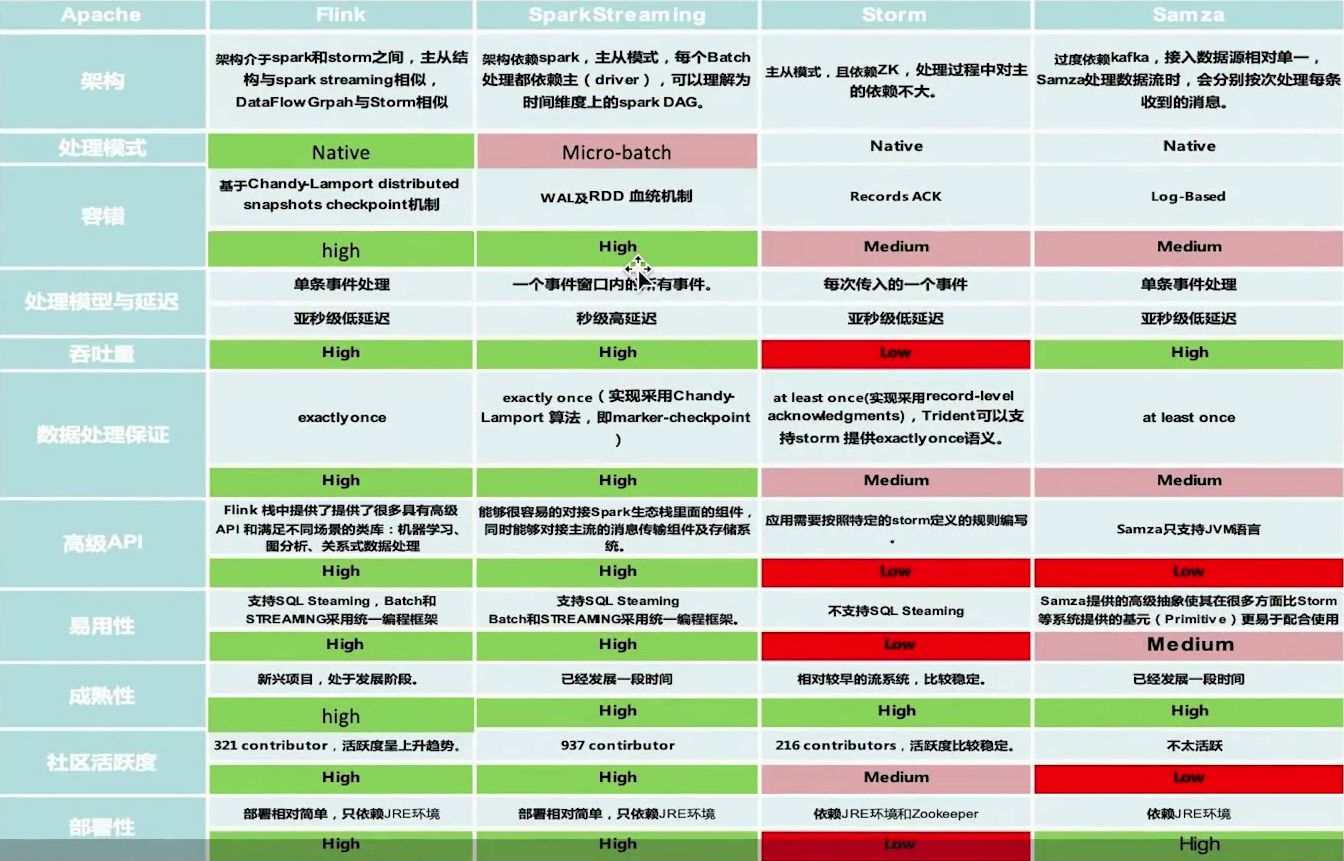 Apache
Flink
SparkStreaming
Storm
Samza
架构
架构介于spark和storm之间，主从结
构与spark streaming相似，
DataFlow Grpah与Storm相似
架构依赖spark，主从模式，每个Batch
处理都依赖主（driver），可以理解为
时间维度上的spark DAG。
主从模式，且依赖ZK，处理过程中对主
的依赖不大。
过度依赖kafka，接入数据源相对单一，
Samza处理数据流时，会分别按次处理每条
收到的消息。
处理模式
Native
Micro-batch
Native
Native
容错
基于Chandy-Lamport distributed
snapshots checkpoint机制
WAL及RDD 血统机制
Records ACK
Log-Based
high
High
Medium
Medium
处理模型与延迟
单条事件处理
一个事件窗口内的所有事件。
每次传入的一个事件
单条事件处理
亚秒级低延迟
秒级高延迟
亚秒级低延迟
亚秒级低延迟
吞吐量
High
High
Low
High
数据处理保证
exactly once
exactly once（实现采用Chandy-
Lamport 算法，即marker-checkpoint
）
at least once(实现采用record-level
acknowledgments)，Trident可以支
持storm 提供exactly once语义。
at least once
High
High
Medium
Medium
高级API
Flink 栈中提供了提供了很多具有高级
API 和满足不同场景的类库：机器学习、
图分析、关系式数据处理
能够很容易的对接Spark生态栈里面的组件，
同时能够对接主流的消息传输组件及存储系
统。
应用需要按照特定的storm定义的规则编写
。
Samza只支持JVM语言
High
High
Low
Low
易用性
支持SQL Steaming，Batch和
STREAMING采用统一编程框架
支持SQL Steaming
Batch和STREAMING采用统一编程框架。
不支持SQL Steaming
Samza提供的高级抽象使其在很多方面比Storm
等系统提供的基元（Primitive）更易于配合使用
High
High
Low
Medium
成熟性
新兴项目，处于发展阶段。
已经发展一段时间
相对较早的流系统，比较稳定。
已经发展一段时间
high
High
High
High
社区活跃度
321 contributor，活跃度呈上升趋势。
937 contirbutor
216 contributors，活跃度比较稳定。
不太活跃
High
High
Medium
Low
部署性
部署相对简单，只依赖JRE环境
部署相对简单，只依赖JRE环境
依赖JRE环境和Zookeeper
依赖JRE环境
High
High
Low
High